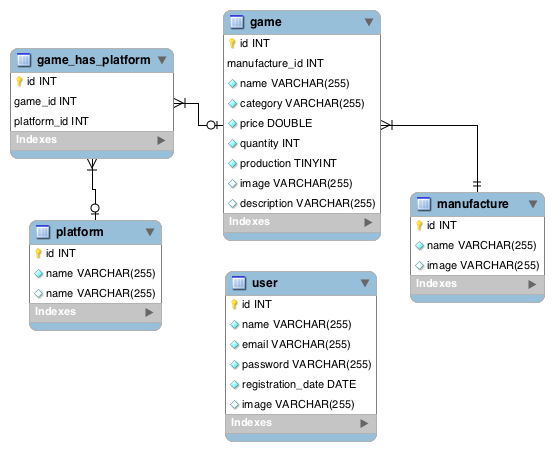 game
id INT
manufacture_id INT
name VARCHAR(255)
category VARCHAR(255)
price DOUBLE
quantity INT
production TINYINT
image VARCHAR(255)
description VARCHAR(255)
Indexes
game_has_platform
id INT
game_id INT
platform_id INT
Indexes
platform
id INT
name VARCHAR(255)
name VARCHAR(255)
Indexes
manufacture
id INT
name VARCHAR(255)
image VARCHAR(255)
Indexes
user
id INT
name VARCHAR(255)
email VARCHAR(255)
password VARCHAR(255)
registration_date DATE
image VARCHAR(255)
Indexes